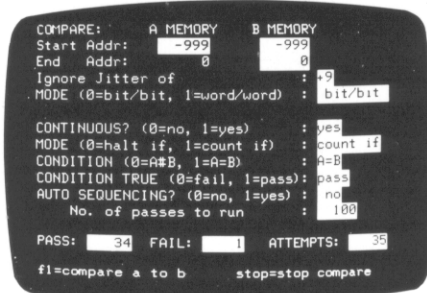 COMPARE: A MEMORY B MEMORY
Start Addr: -999 -999
End Addr: 0 0
Ignore Jitter of : +9
MODE (0=bit/bit, 1=word/word) : bit/bit
CONTINUOUS? (0=no, 1=yes) : yes
MODE (0=halt if, 1=count if) : count if
CONDITION (0=A#B, 1=A=B) : A=B
CONDITION TRUE (0=fail, 1=pass): pass
AUTO SEQUENCING? (0=no, 1=yes) : no
No. of passes to run : 100
PASS: 34 FAIL: 1 ATTEMPTS: 35
f1=compare a to b stop=stop compare